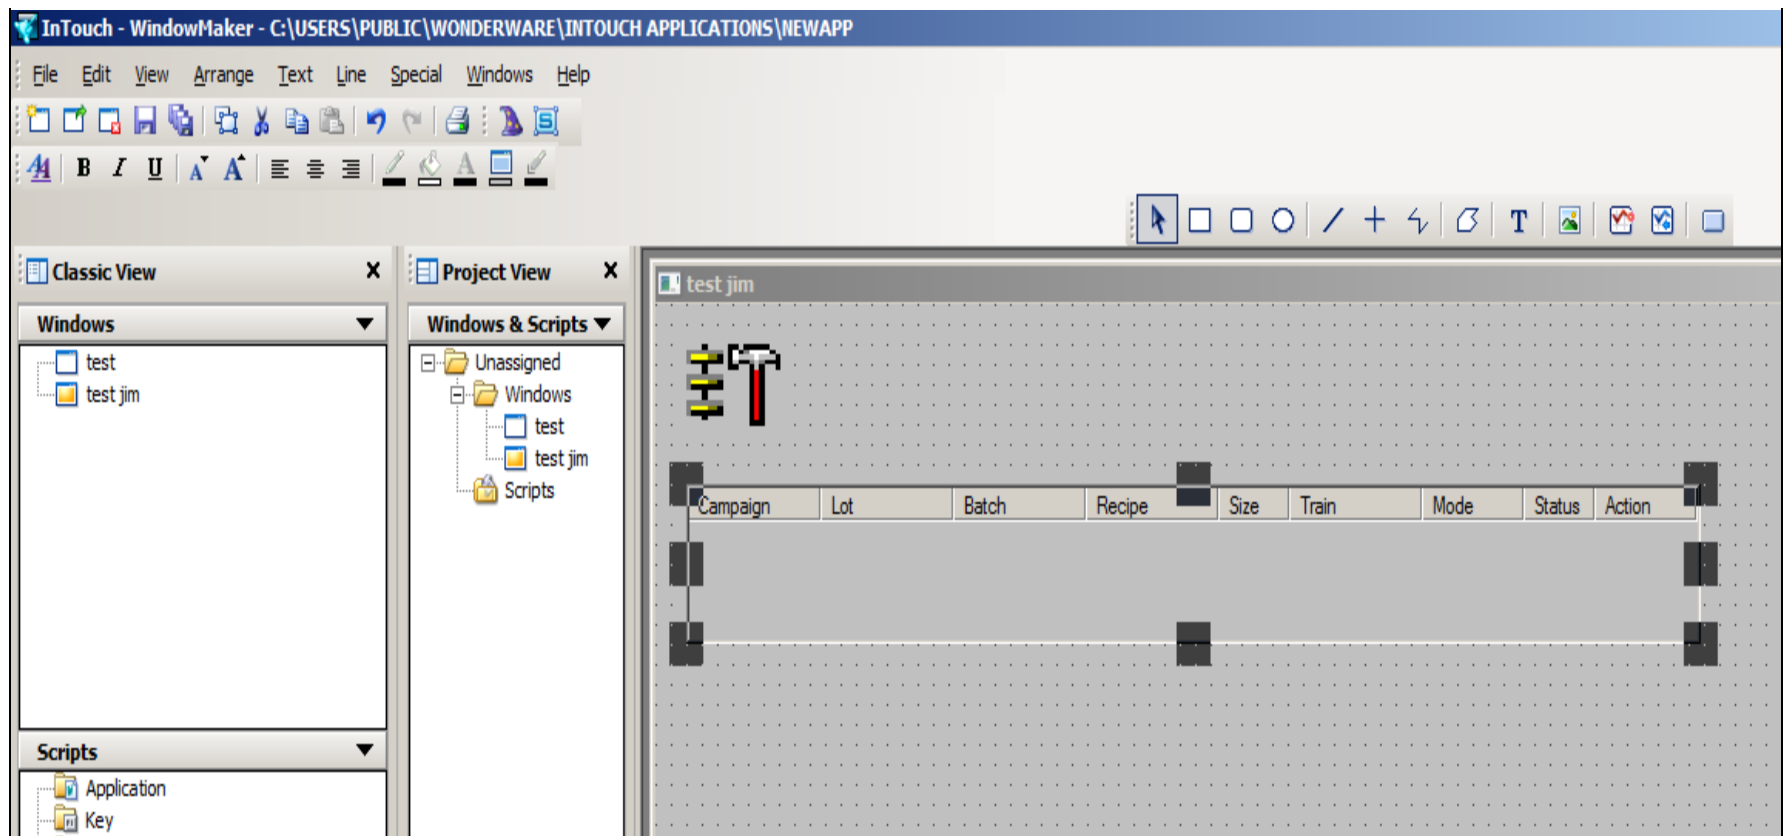 InTouch - WindowMaker - C:\USERS\PUBLIC\WONDERWARE\INTOUCH APPLICATIONS\NEWAPP
File Edit View Arrange Text Line Special Windows Help
B I U A A
T
Classic View
Project View
test jim
Windows
Windows & Scripts
test
test jim
Unassigned
Windows
test
test jim
Scripts
Campaign Lot Batch Recipe Size Train Mode Status Action
Scripts
Application
Key